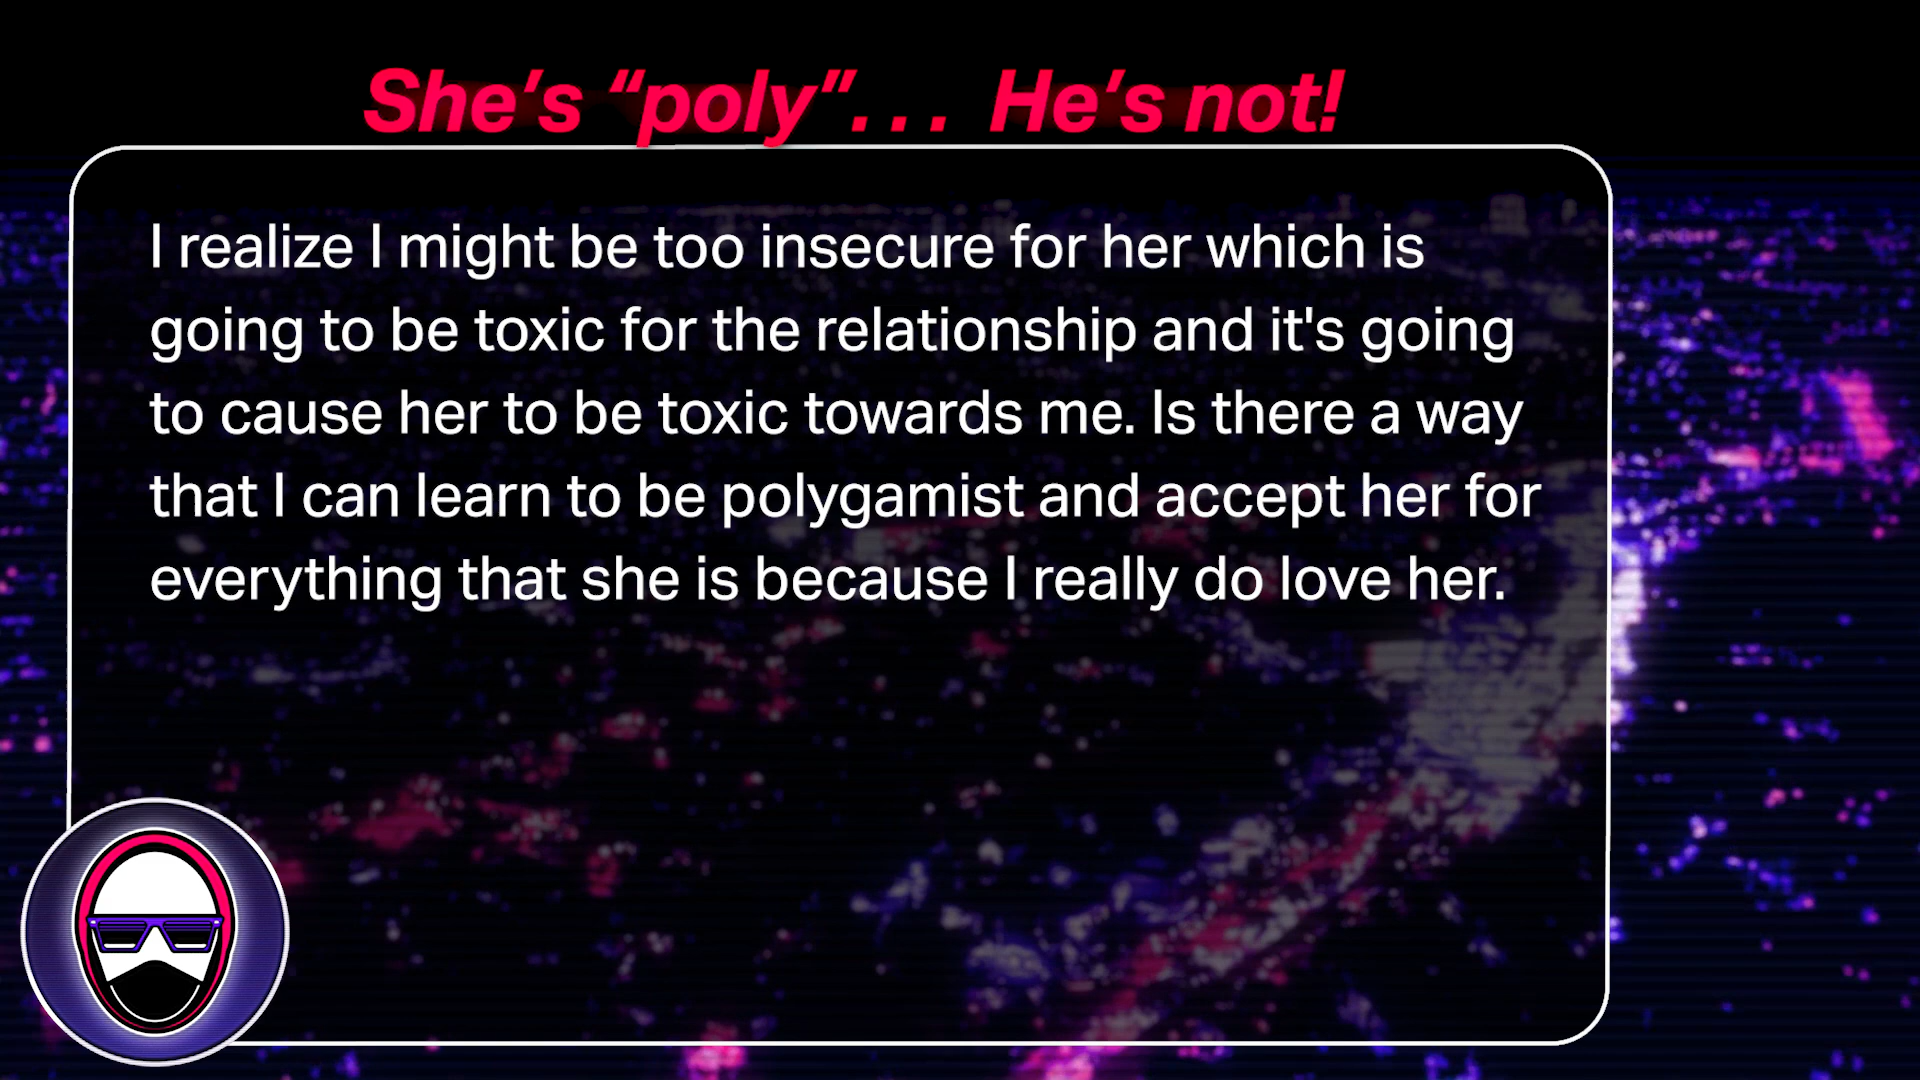 She's “poly”... He's not!
I realize I might be too insecure for her which is
going to be toxic for the relationship and it's going
to cause her to be toxic towards me. Is there a way
that I can learn to be polygamist and accept her for
everything that she is because I really do love her.